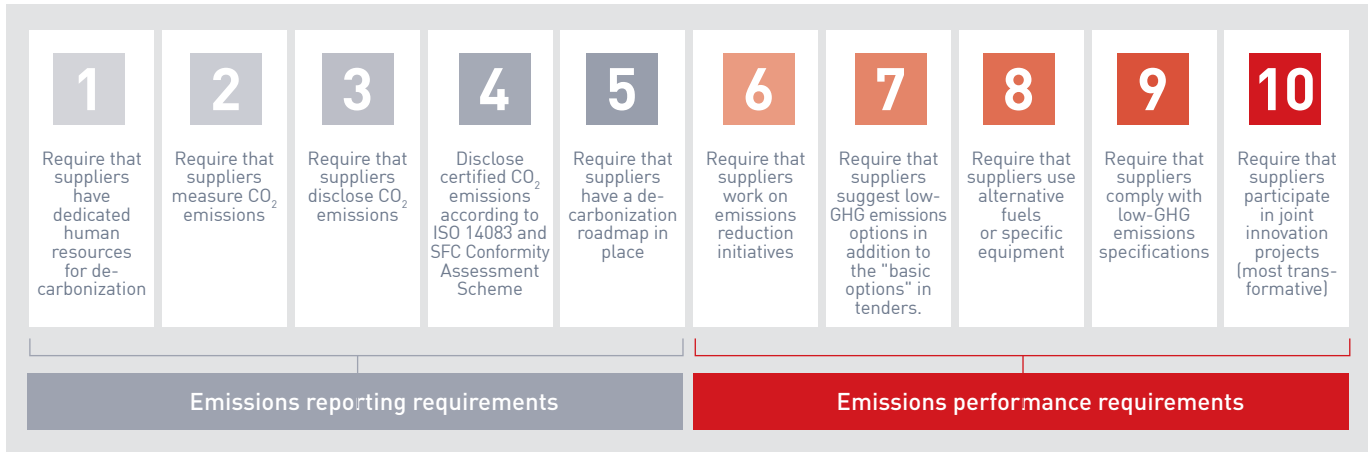 1
Require that
suppliers
have
dedicated
human
resources
for de-
carbonization
2
Require that
suppliers
measure CO₂
emissions
3
Require that
suppliers
disclose CO₂
emissions
4
Disclose
certified CO₂
emissions
according to
ISO 14083 and
SFC Conformity
Assessment
Scheme
5
Require that
suppliers
have a de-
carbonization
roadmap in
place
6
Require that
suppliers
work on
emissions
reduction
initiatives
7
Require that
suppliers
suggest low-
GHG emissions
options in
addition to
the "basic
options" in
tenders.
8
Require that
suppliers use
alternative
fuels
or specific
equipment
9
Require that
suppliers
comply with
low-GHG
emissions
specifications
10
Require that
suppliers
participate
in joint
innovation
projects
(most trans-
formative)
Emissions reporting requirements
Emissions performance requirements